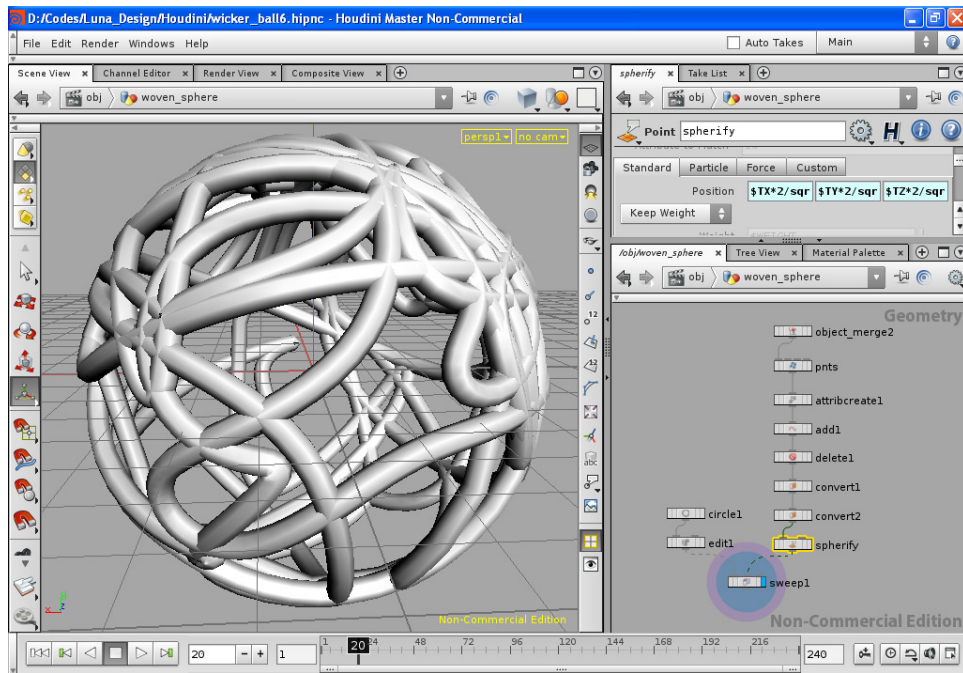 D:/Codes/Luna_Design/Houdini/wicker_ball6.hipnc - Houdini Master Non-Commercial
File Edit Render Windows Help
Auto Takes Main
Scene View Channel Editor Render View Composite View
obj woven_sphere
persp1 no cam
12
12
abc
Non-Commercial Edition
spherify Take List
obj woven_sphere
Point spherify
Standard Particle Force Custom
Position $TX*2/sqr $TY*2/sqr $TZ*2/sqr
Keep Weight
/obj/woven_sphere Tree View Material Palette
obj woven_sphere
Geometry
object_merge2
pnts
attribcreate1
add1
delete1
convert1
circle1 convert2
edit1 spherify
sweep1
Non-Commercial Edition
20 - + 1
1 20 24 48 72 96 120 144 168 192 216
240